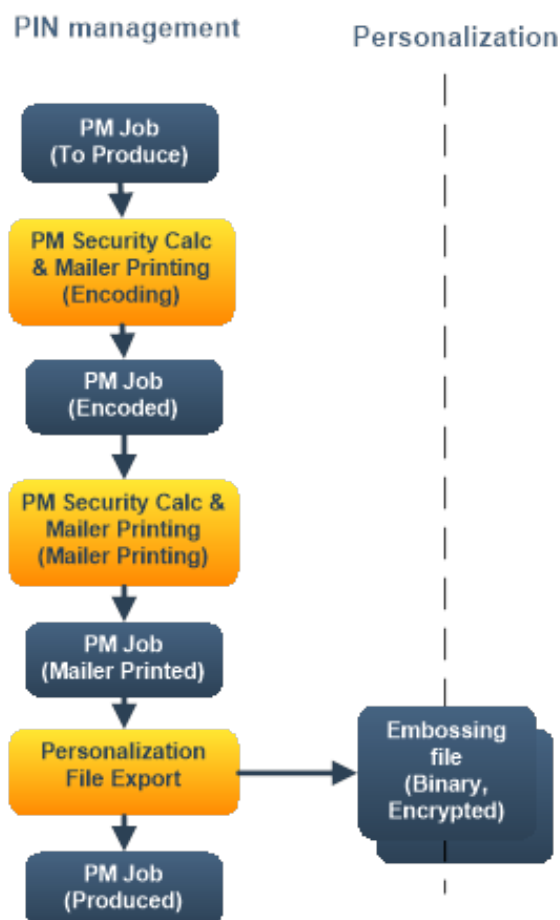 PIN management
Personalization
PM Job
(To Produce)
PM Security Calc
& Mailer Printing
(Encoding)
PM Job
(Encoded)
PM Security Calc &
Mailer Printing
(Mailer Printing)
PM Job
(Mailer Printed)
Personalization
File Export
Embossing
file
(Binary,
Encrypted)
PM Job
(Produced)